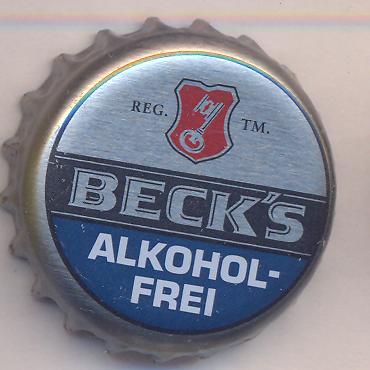 REG. TM.
BECK'S
ALKOHOL-
FREI